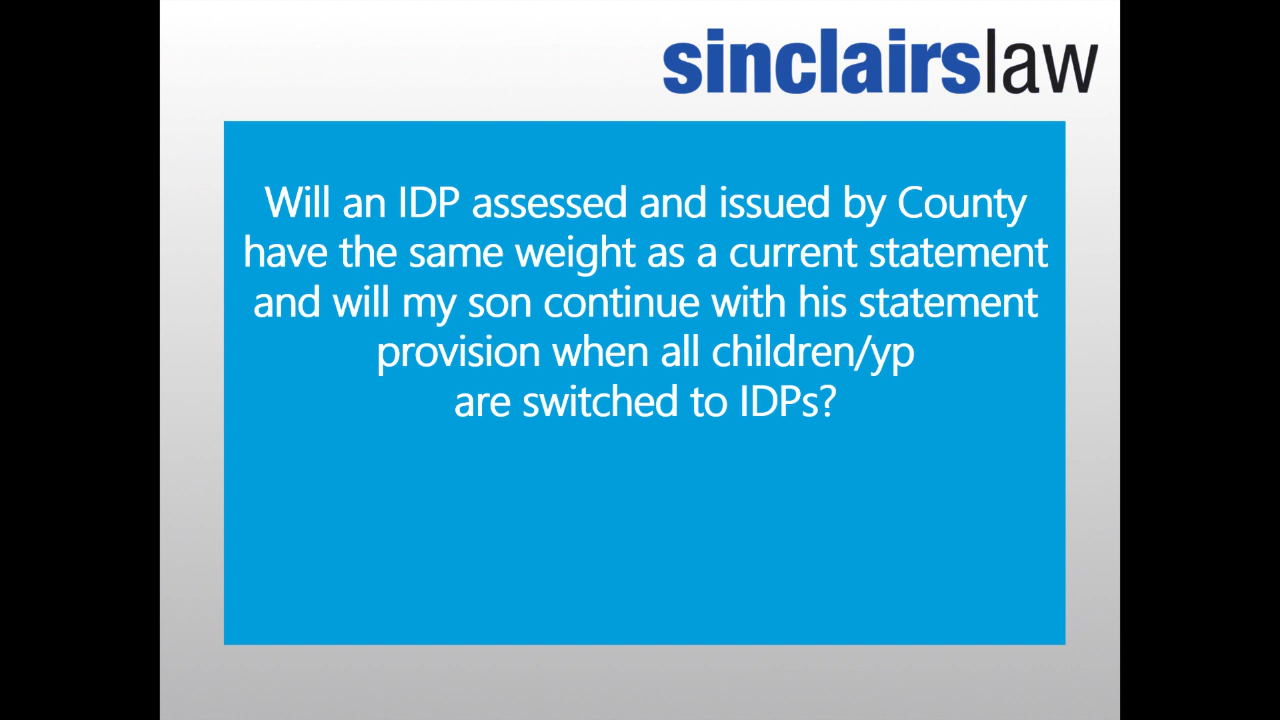 sinclairslaw
Will an IDP assessed and issued by County
have the same weight as a current statement
and will my son continue with his statement
provision when all children/yp
are switched to IDPs?